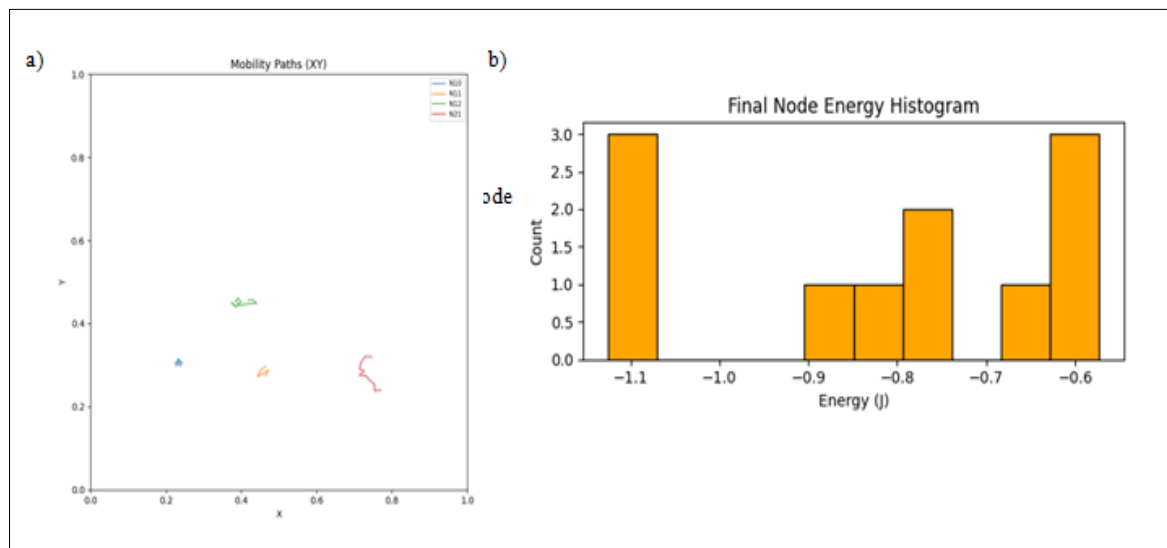 a)
Mobility Paths (XY)
N10
N11
N12
N21
1.0
0.8
0.6
0.4
0.2
0.0
Y
0.0 0.2 0.4 0.6 0.8 1.0
X
ode
b)
Final Node Energy Histogram
3.0
2.5
2.0
1.5
1.0
0.5
0.0
Count
−1.1 −1.0 −0.9 −0.8 −0.7 −0.6
Energy (J)